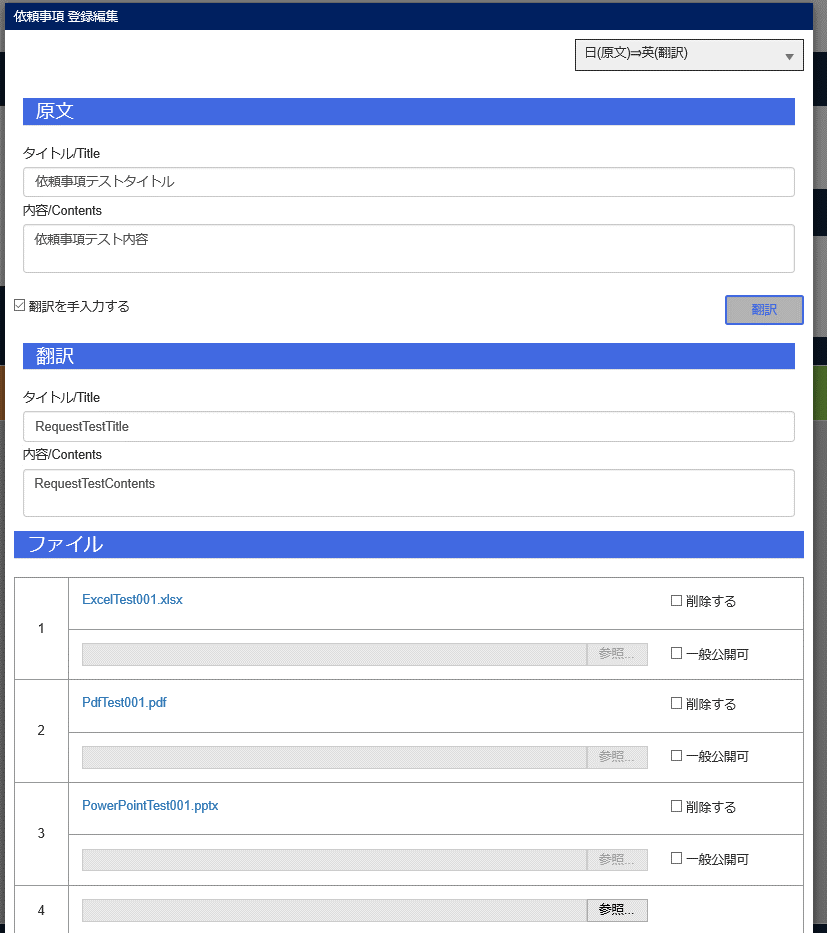 依頼事項 登録編集
日(原文)⇒英(翻訳)
原文
タイトル/Title
依頼事項テストタイトル
内容/Contents
依頼事項テスト内容
翻訳を手入力する
翻訳
翻訳
タイトル/Title
RequestTestTitle
内容/Contents
RequestTestContents
ファイル
1
ExcelTest001.xlsx
削除する
参照...
一般公開可
2
PdfTest001.pdf
削除する
参照...
一般公開可
3
PowerPointTest001.pptx
削除する
参照...
一般公開可
4
参照...